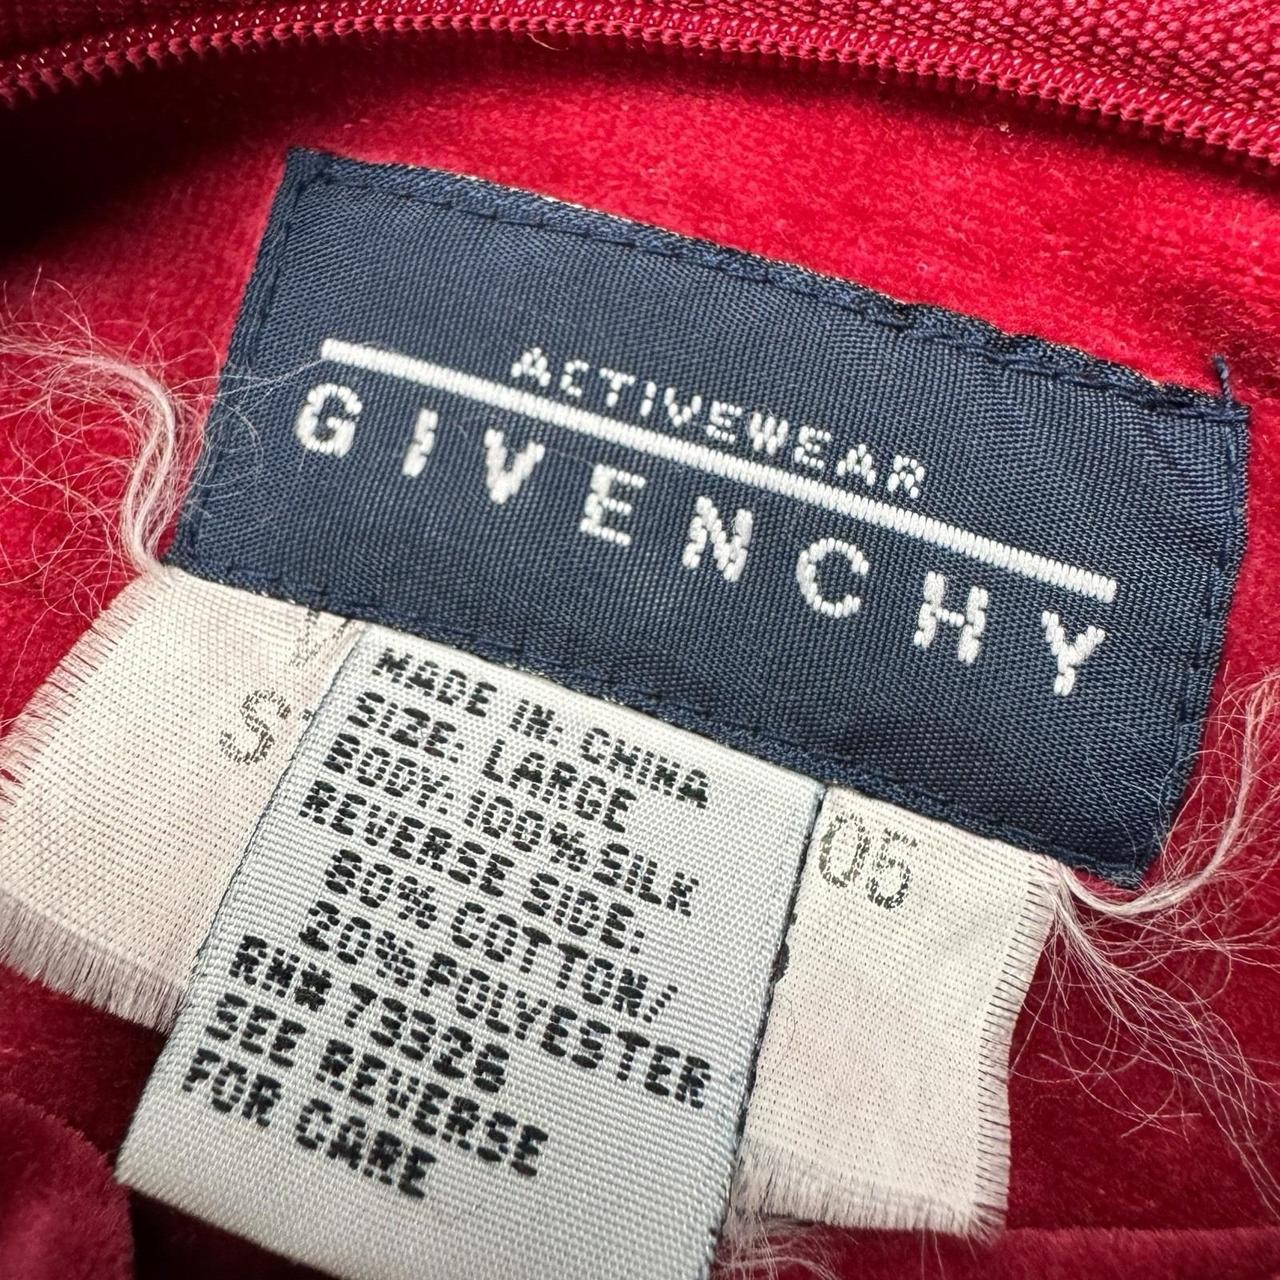 ACTIVEWEAR
GIVENCHY
MADE IN: CHINA
SIZE: LARGE
BODY: 100% SILK
REVERSE SIDE:
80% COTTON/
20% POLYESTER
RN# 73326
SEE REVERSE
FOR CARE
05